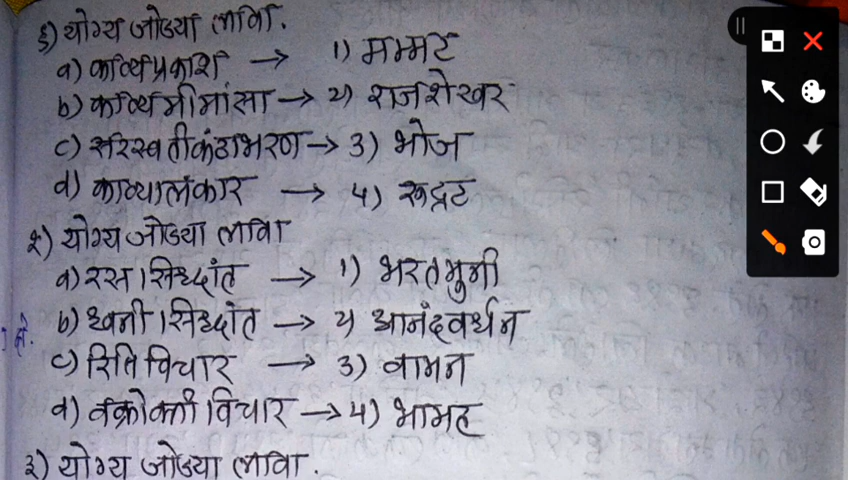 १) योग्य जोड्या लावा.
a) काव्यप्रकाश → 1) मम्मट
b) काव्यमीमांसा → 2) राजशेखर
c) सरस्वतीकंठाभरण → 3) भोज
d) काव्यालंकार → 4) रूद्रट
२) योग्य जोड्या लावा
a) रस सिध्दांत → 1) भरतमुनी
b) ध्वनी सिध्दांत → 2) आनंदवर्धन
c) रिति विचार → 3) वामन
d) वक्रोक्ती विचार → 4) भामह
३) योग्य जोड्या लावा.